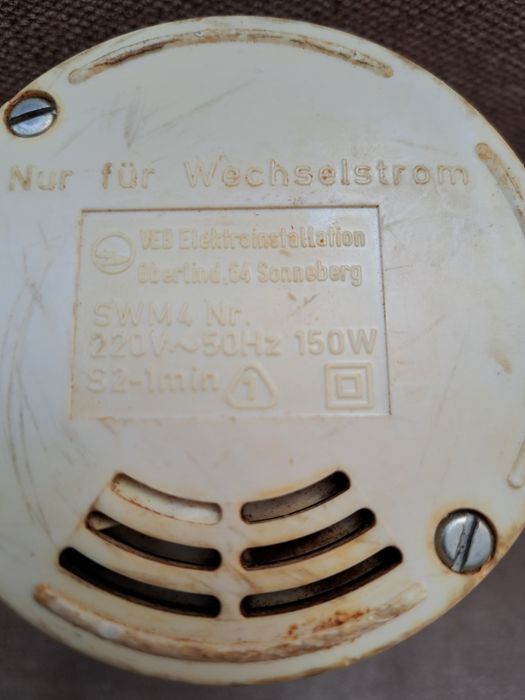 Nur für Wechselstrom
VEB Elektroinstallation
Oberlind, 64 Sonneberg
SWM4 Nr.
220V~50Hz 150W
S2-1min 1